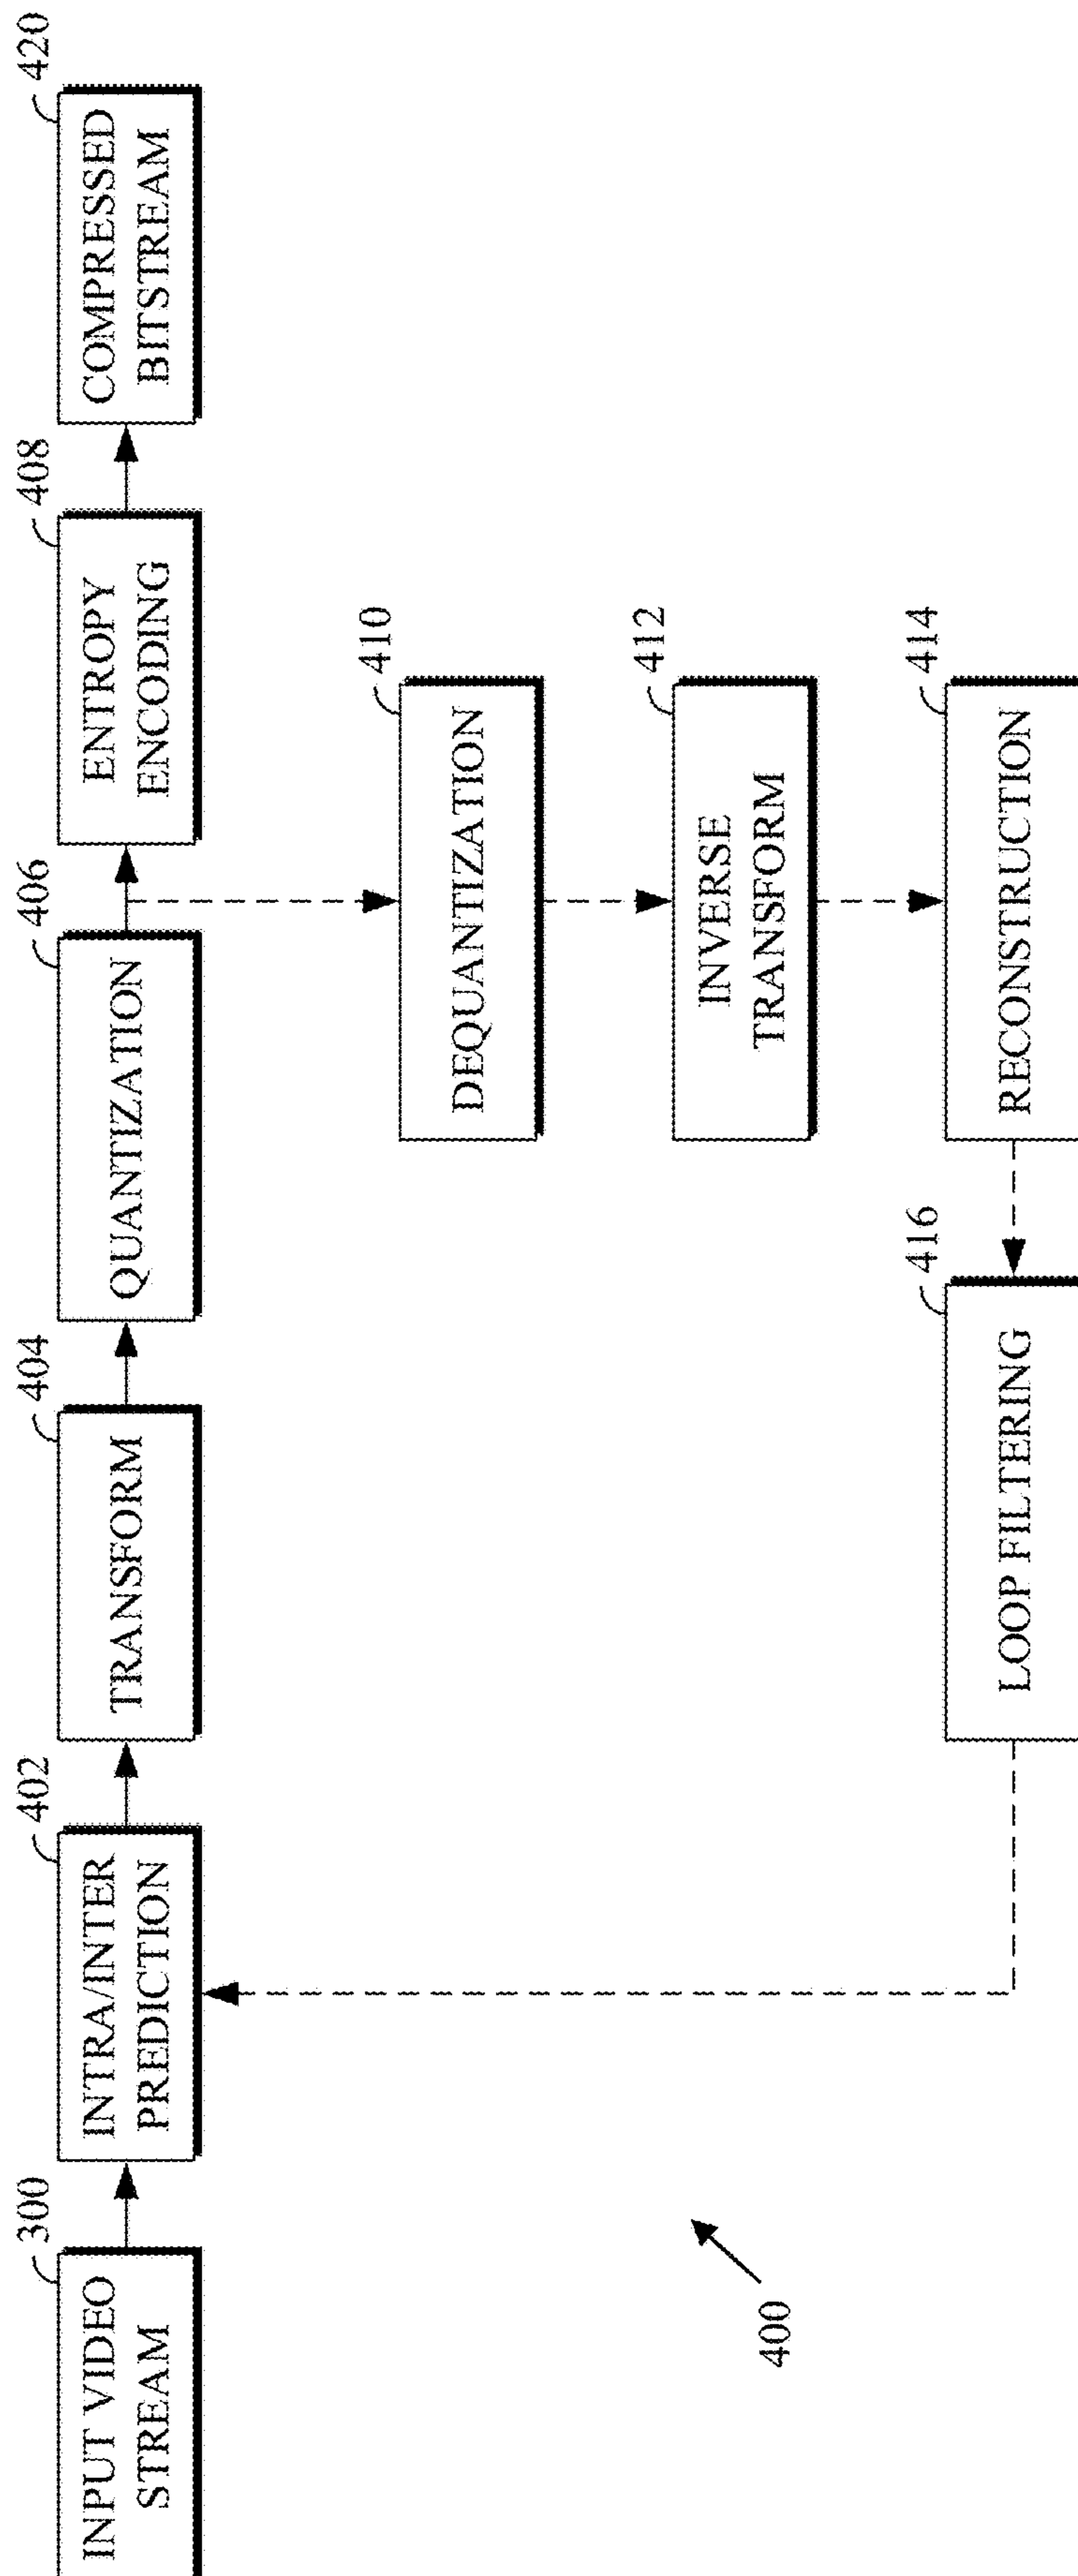 300
INPUT VIDEO
STREAM
402
INTRA/INTER
PREDICTION
404
TRANSFORM
406
QUANTIZATION
408
ENTROPY
ENCODING
420
COMPRESSED
BITSTREAM
410
DEQUANTIZATION
412
INVERSE
TRANSFORM
414
RECONSTRUCTION
416
LOOP FILTERING
400